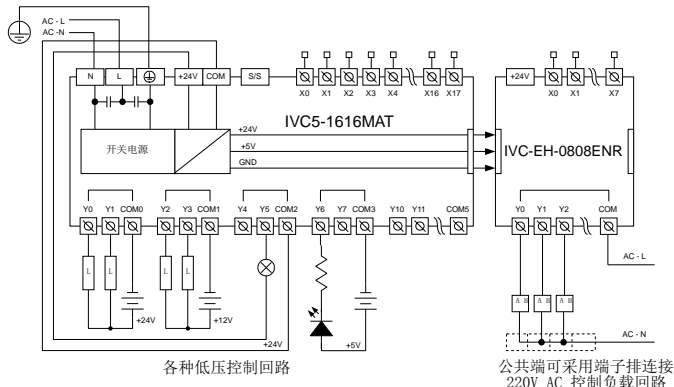 AC - L
AC -N
N L +24V COM S/S
X0 X1 X2 X3 X4 X16 X17
+24V
X0 X1 X7
IVC5-1616MAT
开关电源
+24V
+5V
GND
IVC-EH-0808ENR
Y0 Y1 COM0 Y2 Y3 COM1 Y4 Y5 COM2 Y6 Y7 COM3 Y10 Y11 COM5
Y0 Y1 Y2 COM
L L L L
AC - L
A B A B A B
+24V
+12V
+24V
+5V
AC - N
各种低压控制回路
公共端可采用端子排连接
220V AC 控制负载回路